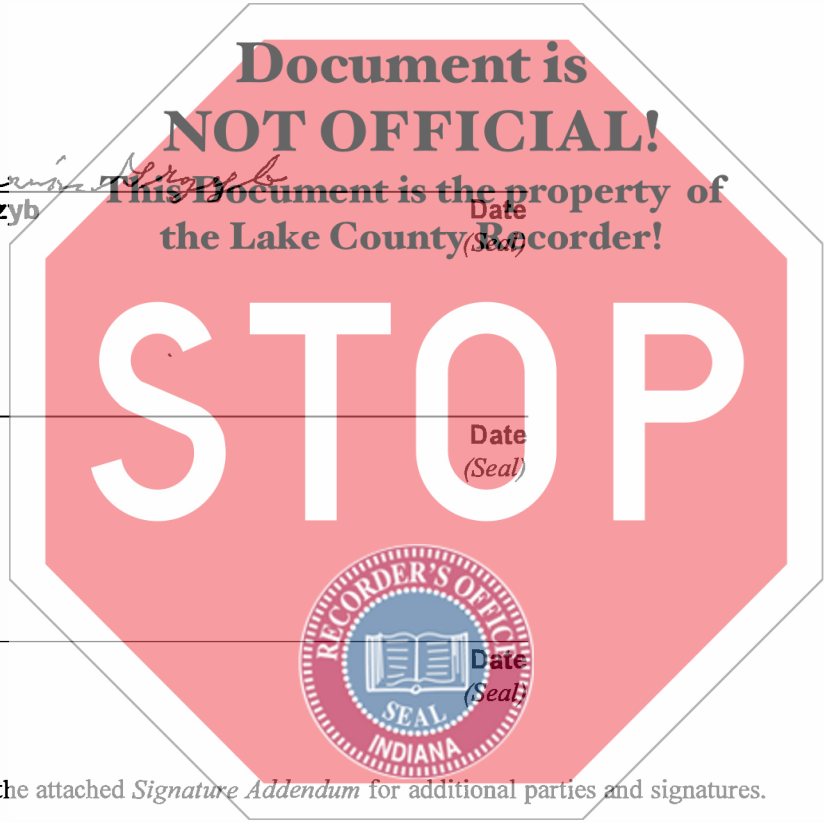 Document is
NOT OFFICIAL!
This Document is the property of
zyb Date
the Lake County Recorder!
(Seal)
STOP
Date
(Seal)
RECORDER'S OFFICE
Date
(Seal)
SEAL
INDIANA
the attached Signature Addendum for additional parties and signatures.